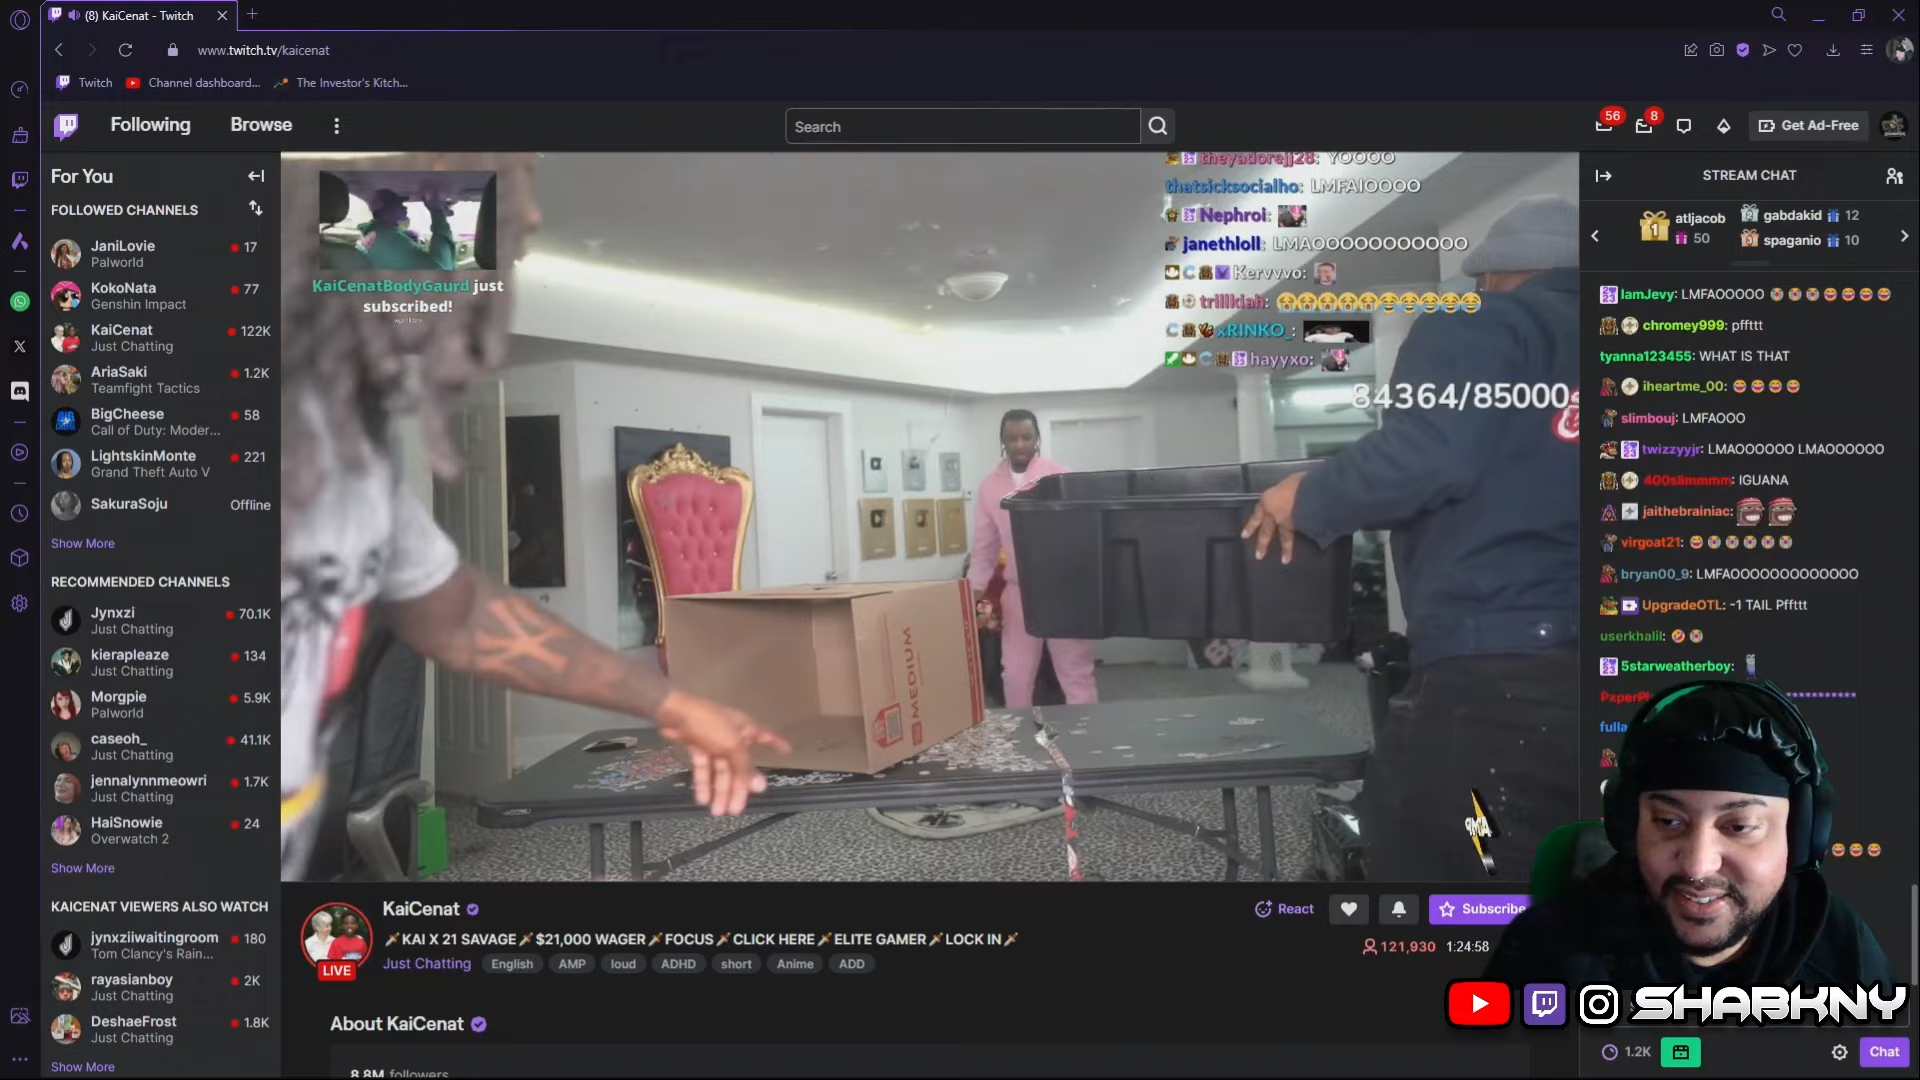 (8) KaiCenat - Twitch
www.twitch.tv/kaicenat
Twitch
Channel dashboard...
The Investor's Kitch...
Following
Browse
Search
56
8
Get Ad-Free
For You
FOLLOWED CHANNELS
JaniLovie
17
Palworld
KokoNata
77
Genshin Impact
KaiCenat
122K
Just Chatting
AriaSaki
1.2K
Teamfight Tactics
BigCheese
58
Call of Duty: Moder...
LightskinMonte
221
Grand Theft Auto V
SakuraSoju
Offline
Show More
RECOMMENDED CHANNELS
Jynxzi
70.1K
Just Chatting
kierapleaze
134
Just Chatting
Morgpie
5.9K
Palworld
caseoh_
41.1K
Just Chatting
jennalynnmeowri
1.7K
Just Chatting
HaiSnowie
24
Overwatch 2
Show More
KAICENAT VIEWERS ALSO WATCH
jynxziiwaitingroom
180
Tom Clancy's Rain...
rayasianboy
2K
Just Chatting
DeshaeFrost
1.8K
Just Chatting
Show More
KaiCenatBodyGaurd just
subscribed!
theyadorejj28: YOOOO
thatsicksocialho: LMFAIOOOO
Nephroi:
janethloll: LMAOOOOOOOOOOO
Kervvvo:
trillkiah:
xRINKO_:
hayyxo:
84364/85000
MEDIUM
AMP
KaiCenat
LIVE
KAI X 21 SAVAGE $21,000 WAGER FOCUS CLICK HERE ELITE GAMER LOCK IN
Just Chatting
English
AMP
loud
ADHD
short
Anime
ADD
React
Subscribe
121,930
1:24:58
About KaiCenat
8.8M followers
STREAM CHAT
1
atljacob
50
2
gabdakid
12
3
spaganio
10
IamJevy: LMFAOOOOO
chromey999: pffttt
tyanna123455: WHAT IS THAT
iheartme_00:
slimbouj: LMFAOOO
twizzyyjr: LMAOOOOOO LMAOOOOOO
400slimmmm: IGUANA
jaithebrainiac:
virgoat21:
bryan00_9: LMFAOOOOOOOOOOOOO
UpgradeOTL: -1 TAIL Pffttt
userkhalil:
5starweatherboy:
SHABKNY
1.2K
Chat